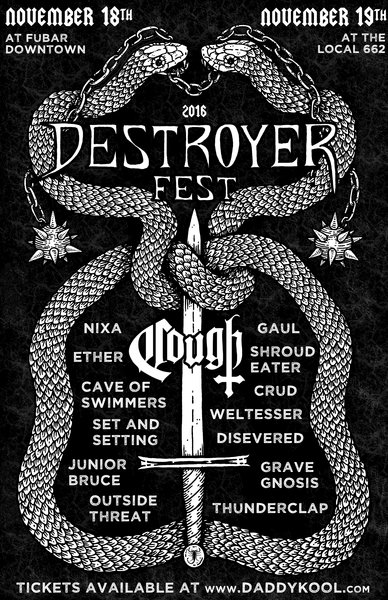 NOVEMBER 18TH
AT FUBAR
DOWNTOWN
NOVEMBER 19TH
AT THE
LOCAL 662
2016
DESTROYER
FEST
Cough
NIXA
ETHER
CAVE OF
SWIMMERS
SET AND
SETTING
JUNIOR
BRUCE
OUTSIDE
THREAT
GAUL
SHROUD
EATER
CRUD
WELTESSER
DISEVERED
GRAVE
GNOSIS
THUNDERCLAP
TICKETS AVAILABLE AT WWW.DADDYKOOL.COM